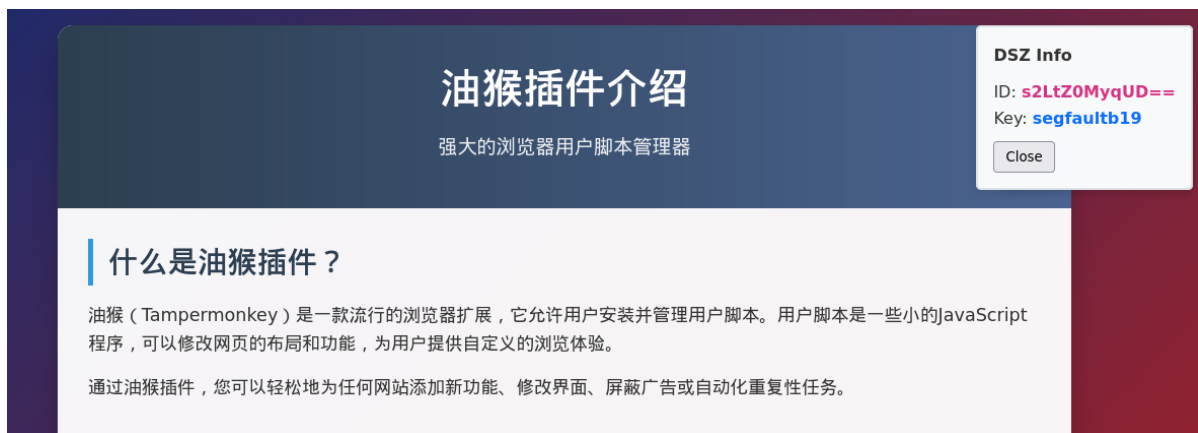 油猴插件介绍
强大的浏览器用户脚本管理器
DSZ Info
ID: s2LtZ0MyqUD==
Key: segfaultb19
Close
什么是油猴插件？
油猴（Tampermonkey）是一款流行的浏览器扩展，它允许用户安装并管理用户脚本。用户脚本是一些小的JavaScript
程序，可以修改网页的布局和功能，为用户提供自定义的浏览体验。
通过油猴插件，您可以轻松地为任何网站添加新功能、修改界面、屏蔽广告或自动化重复性任务。